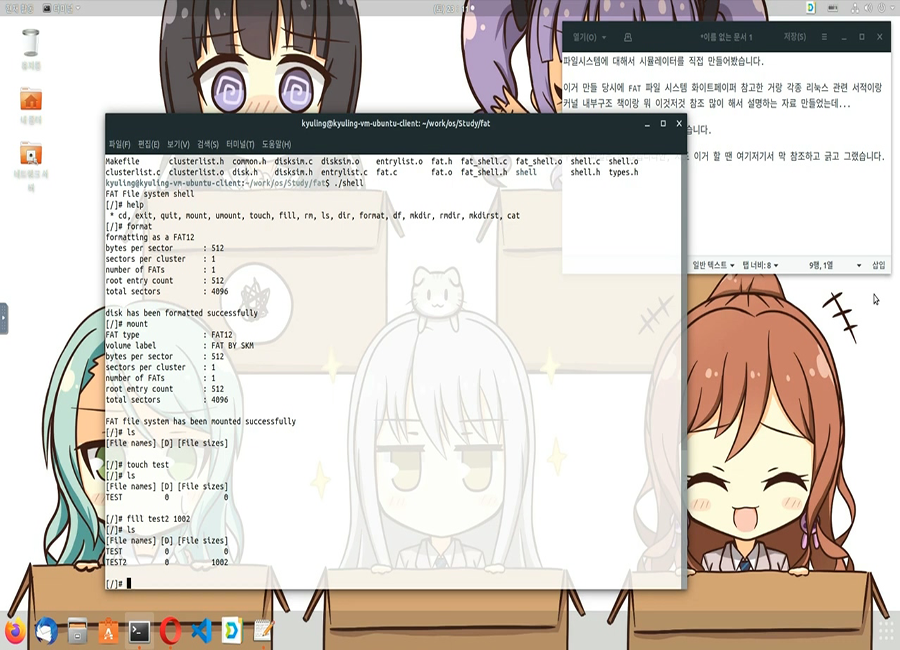 파일시스템에 대해서 시뮬레이터를 직접 만들어봤습니다.
이거 만들 당시에 FAT 파일 시스템 화이트페이퍼 참고한 거랑 각종 리눅스 관련 서적이랑
커널 내부구조 책이랑 뭐 이것저것 참조 많이 해서 설명하는 자료 만들었는데...
니다.
이거 할 땐 여기저기서 막 참조하고 긁고 그랬습니다.
열기(O)
*이름 없는 문서 1
저장(S)
일반 텍스트
탭 너비: 8
9행, 1열
삽입
kyuling@kyuling-vm-ubuntu-client: ~/work/os/Study/fat
파일(F) 편집(E) 보기(V) 검색(S) 터미널(T) 도움말(H)
Makefile clusterlist.h common.h disksim.c disksim.o entrylist.o fat.h fat_shell.c fat_shell.o shell.c shell.o
clusterlist.c clusterlist.o disk.h disksim.h entrylist.c fat.c fat.o fat_shell.h shell shell.h types.h
kyuling@kyuling-vm-ubuntu-client:~/work/os/Study/fat$ ./shell
FAT File system shell
[/]# help
* cd, exit, quit, mount, umount, touch, fill, rm, ls, dir, format, df, mkdir, rmdir, mkdirst, cat
[/]# format
formatting as a FAT12
bytes per sector : 512
sectors per cluster : 1
number of FATs : 1
root entry count : 512
total sectors : 4096
disk has been formatted successfully
[/]# mount
FAT type : FAT12
volume label : FAT BY SKM
bytes per sector : 512
sectors per cluster : 1
number of FATs : 1
root entry count : 512
total sectors : 4096
FAT file system has been mounted successfully
[/]# ls
[File names] [D] [File sizes]
[/]# touch test
[/]# ls
[File names] [D] [File sizes]
TEST 0 0
[/]# fill test2 1002
[/]# ls
[File names] [D] [File sizes]
TEST 0 0
TEST2 0 1002
[/]#